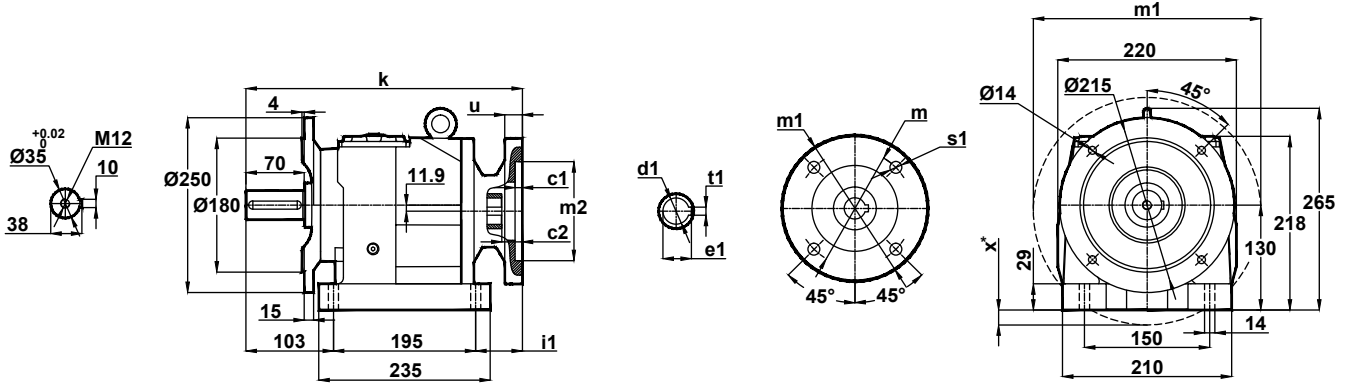 +0.02
0
Ø35
M12
10
38
k
4
u
Ø250
Ø180
70
11.9
c1
m2
c2
15
103
195
i1
235
d1
t1
e1
m1
m
s1
45°
45°
m1
220
Ø14
Ø215
45°
x*
29
130
218
265
14
150
210